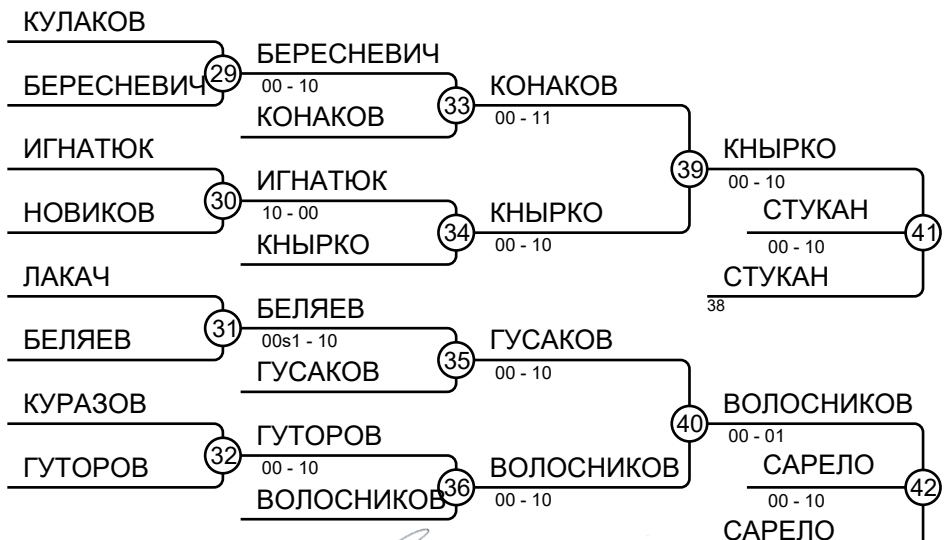 КУЛАКОВ
БЕРЕСНЕВИЧ
29
БЕРЕСНЕВИЧ
00 - 10
КОНАКОВ
33
КОНАКОВ
00 - 11
ИГНАТЮК
НОВИКОВ
30
ИГНАТЮК
10 - 00
КНЫРКО
34
КНЫРКО
00 - 10
39
КНЫРКО
00 - 10
СТУКАН
00 - 10
41
СТУКАН
38
ЛАКАЧ
БЕЛЯЕВ
31
БЕЛЯЕВ
00s1 - 10
ГУСАКОВ
35
ГУСАКОВ
00 - 10
КУРАЗОВ
ГУТОРОВ
32
ГУТОРОВ
00 - 10
ВОЛОСНИКОВ
36
ВОЛОСНИКОВ
00 - 10
40
ВОЛОСНИКОВ
00 - 01
САРЕЛО
00 - 10
42
САРЕЛО